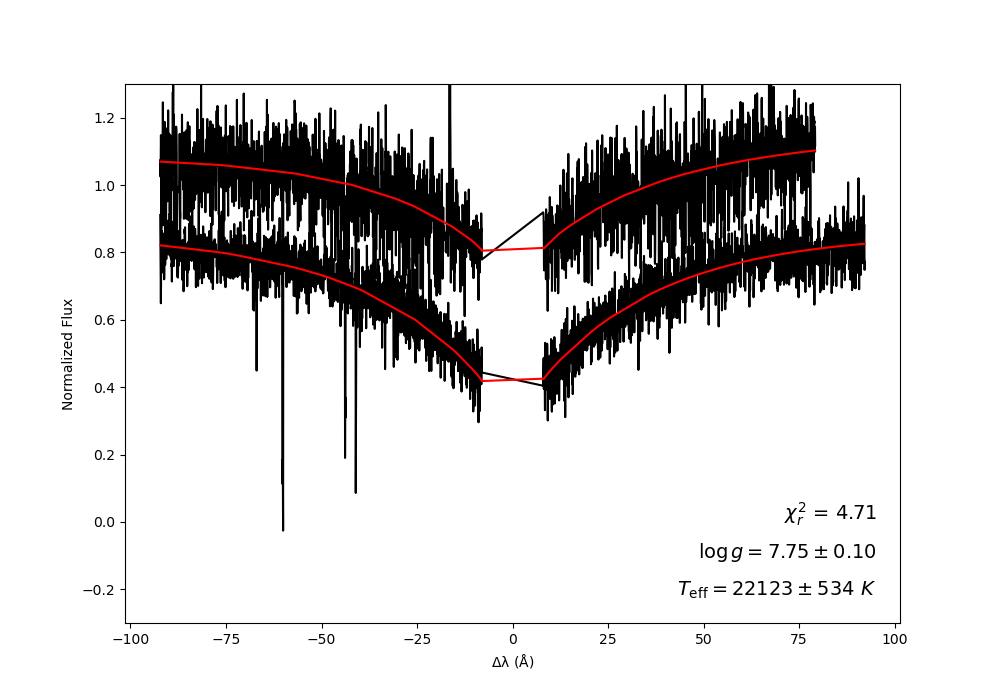 1.2
1.0
0.8
0.6
0.4
0.2
0.0
−0.2
Normalized Flux
χ²ᵣ = 4.71
log g = 7.75 ± 0.10
T_eff = 22123 ± 534 K
−100 −75 −50 −25 0 25 50 75 100
Δλ (Å)